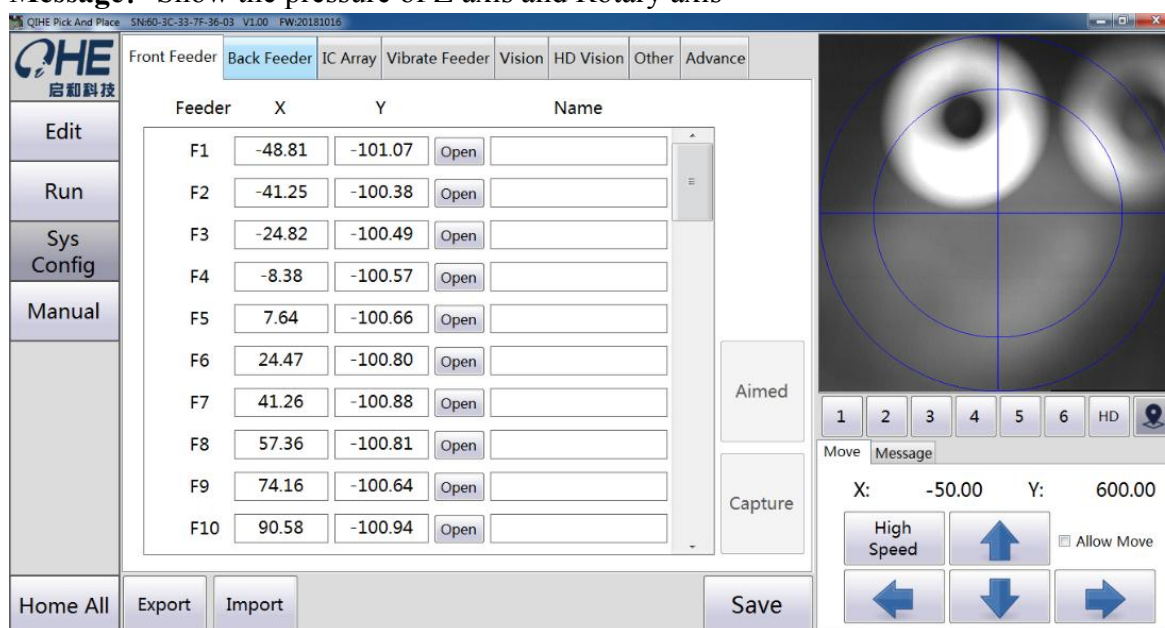 Message: Show the pressure of Z axis and Rotary axis
QIHE Pick And Place SN:60-3C-33-7F-36-03 V1.00 FW:20181016
QiHE
启和科技
Edit
Run
Sys
Config
Manual
Home All
Front Feeder Back Feeder IC Array Vibrate Feeder Vision HD Vision Other Advance
Feeder X Y Name
F1 -48.81 -101.07 Open
F2 -41.25 -100.38 Open
F3 -24.82 -100.49 Open
F4 -8.38 -100.57 Open
F5 7.64 -100.66 Open
F6 24.47 -100.80 Open
F7 41.26 -100.88 Open
F8 57.36 -100.81 Open
F9 74.16 -100.64 Open
F10 90.58 -100.94 Open
Aimed
Capture
Export Import Save
1 2 3 4 5 6 HD
Move Message
X: -50.00 Y: 600.00
High
Speed
Allow Move